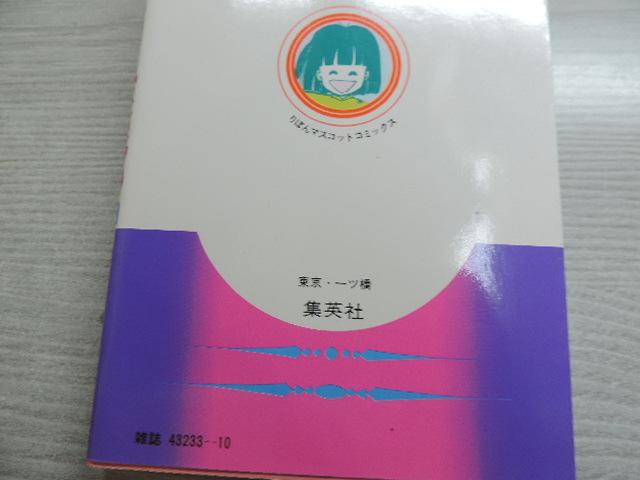 りぼんマスコットコミックス
東京・一ツ橋
集英社
雑誌 43233--10